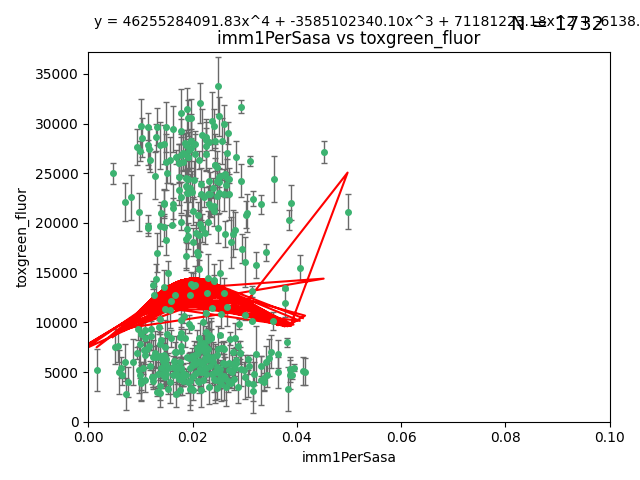 y = 46255284091.83x^4 + -3585102340.10x^3 +
N = 1732
imm1PerSasa vs toxgreen_fluor
35000
30000
25000
20000
15000
10000
5000
0
toxgreen_fluor
0.00 0.02 0.04 0.06 0.08 0.10
imm1PerSasa